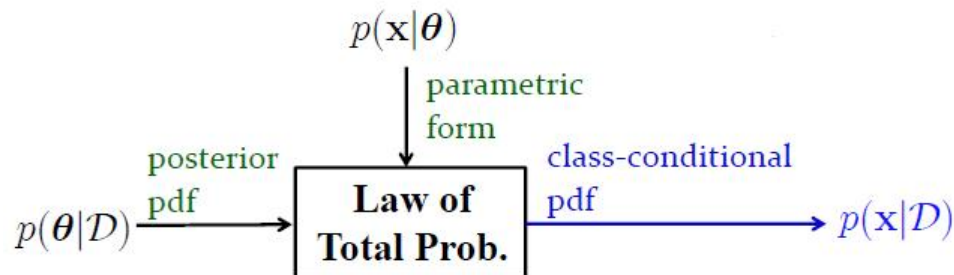 p(x|θ)
parametric
form
posterior
pdf
class-conditional
pdf
p(θ|𝒟)
Law of
Total Prob.
p(x|𝒟)